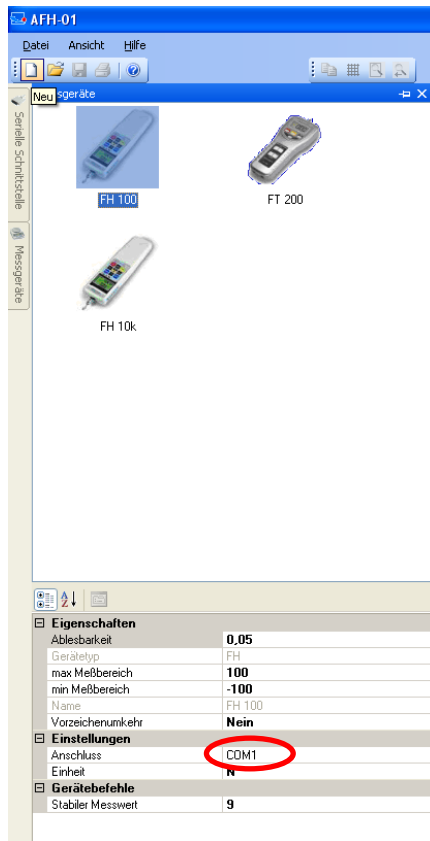 AFH-01
Datei Ansicht Hilfe
Neu
sgeräte
Serielle Schnittstelle
Messgeräte
FH 100
FT 200
FH 10k
Eigenschaften
Ablesbarkeit 0,05
Gerätetyp FH
max Meßbereich 100
min Meßbereich -100
Name FH 100
Vorzeichenumkehr Nein
Einstellungen
Anschluss COM1
Einheit N
Gerätebefehle
Stabiler Messwert 9